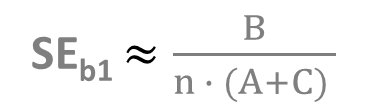 SE_b1 ≈ B / n · (A+C)